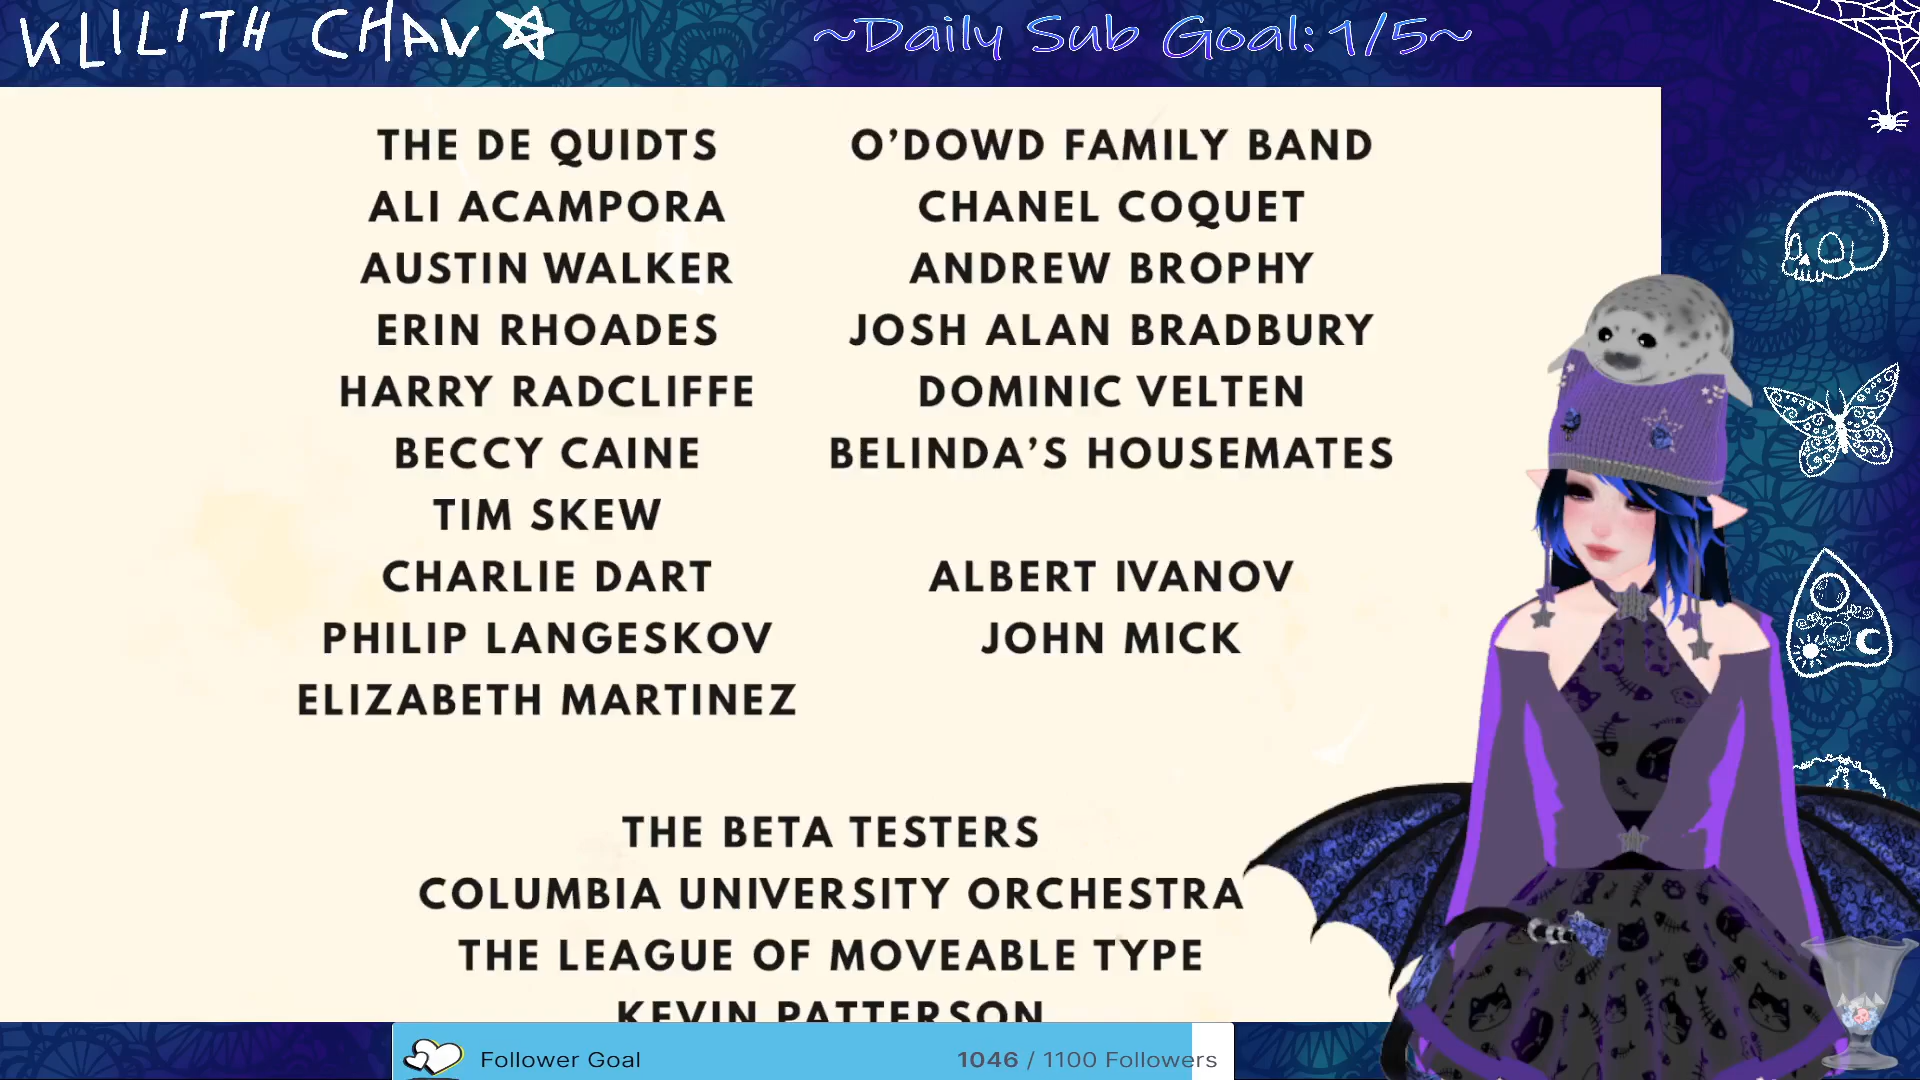 KLILITH CHAN
~Daily Sub Goal: 1/5~
THE DE QUIDTS
ALI ACAMPORA
AUSTIN WALKER
ERIN RHOADES
HARRY RADCLIFFE
BECCY CAINE
TIM SKEW
CHARLIE DART
PHILIP LANGESKOV
ELIZABETH MARTINEZ
O’DOWD FAMILY BAND
CHANEL COQUET
ANDREW BROPHY
JOSH ALAN BRADBURY
DOMINIC VELTEN
BELINDA’S HOUSEMATES
ALBERT IVANOV
JOHN MICK
THE BETA TESTERS
COLUMBIA UNIVERSITY ORCHESTRA
THE LEAGUE OF MOVEABLE TYPE
KEVIN PATTERSON
Follower Goal 1046 / 1100 Followers